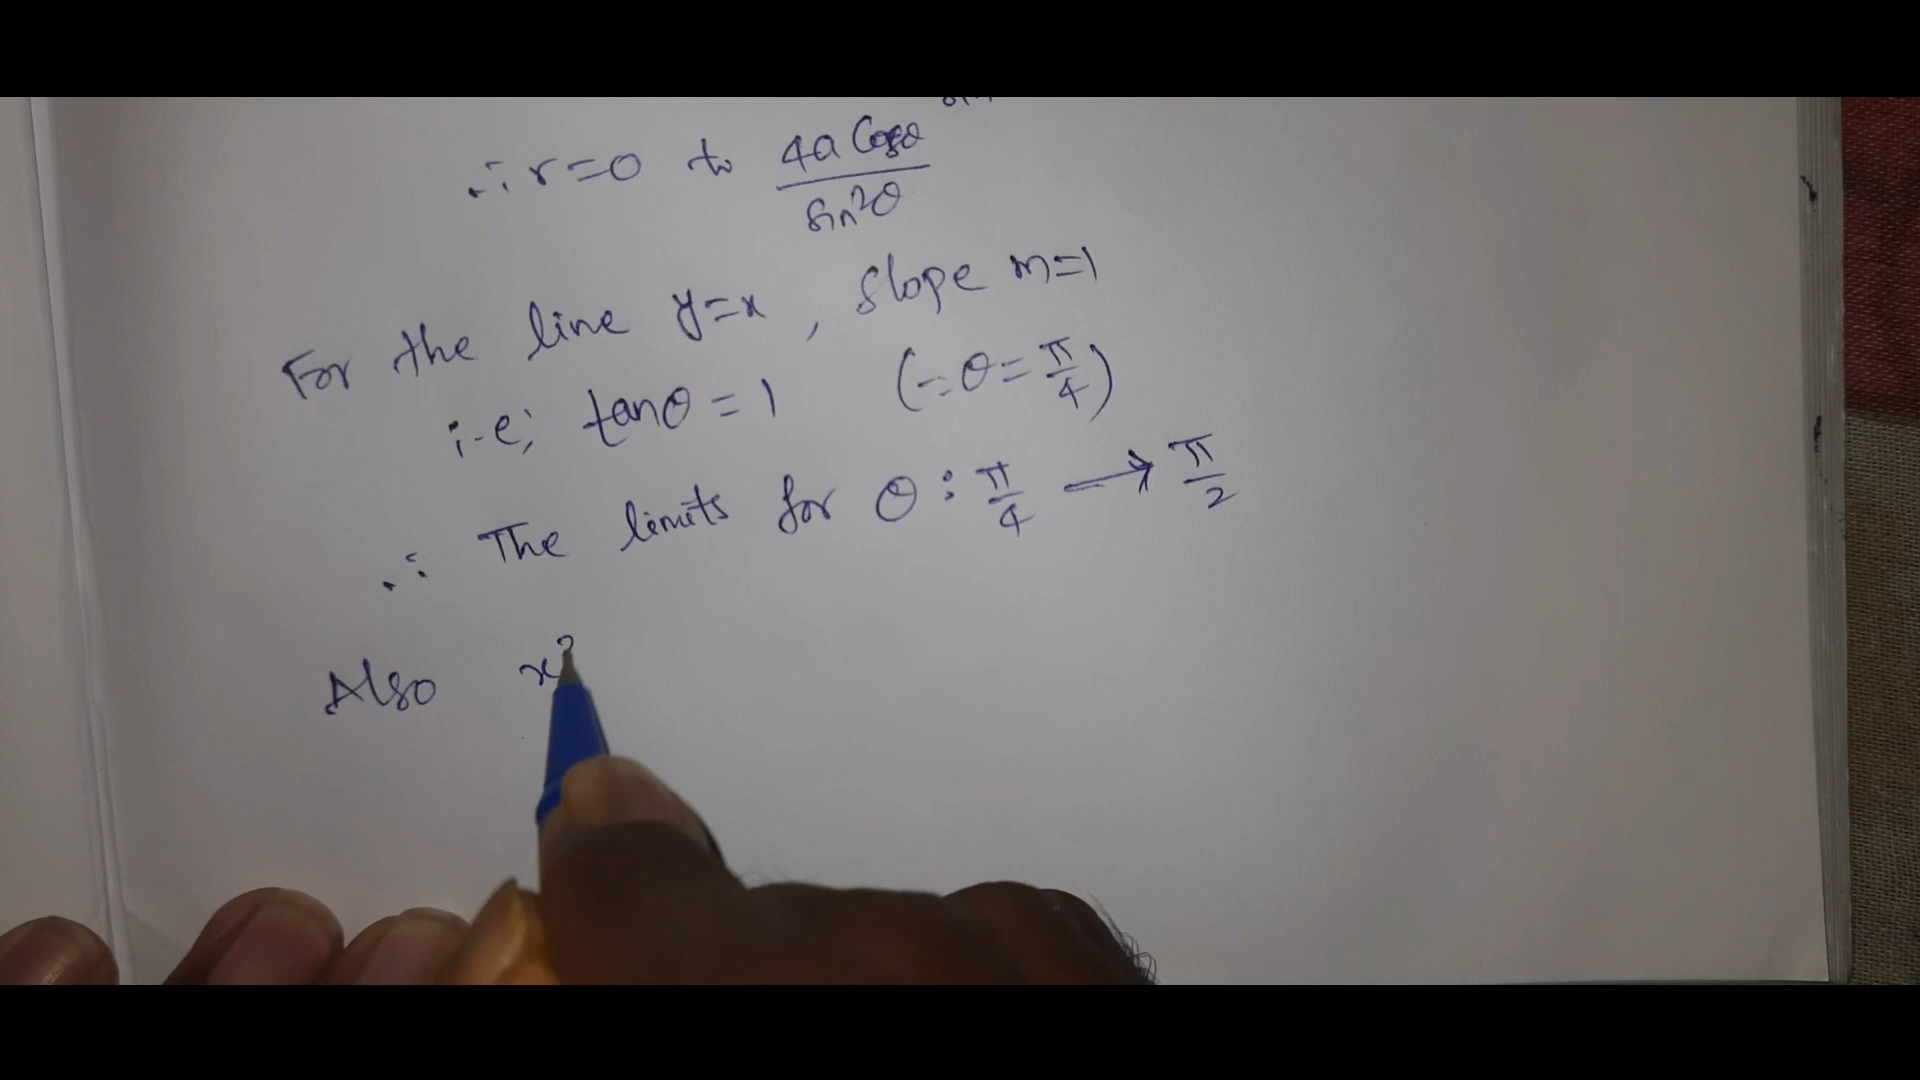 ∴ r=0 to 4a Cosθ / sin²θ
For the line y=x, slope m=1
i.e; tanθ = 1 (∴ θ = π/4)
∴ The limits for θ : π/4 → π/2
Also x²